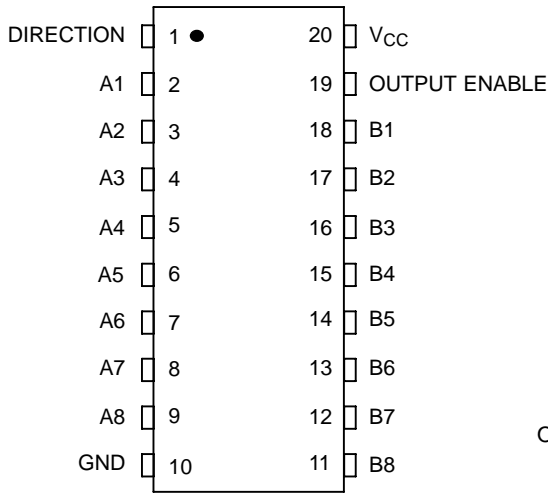 DIRECTION 1 20 VCC
A1 2 19 OUTPUT ENABLE
A2 3 18 B1
A3 4 17 B2
A4 5 16 B3
A5 6 15 B4
A6 7 14 B5
A7 8 13 B6
A8 9 12 B7
GND 10 11 B8